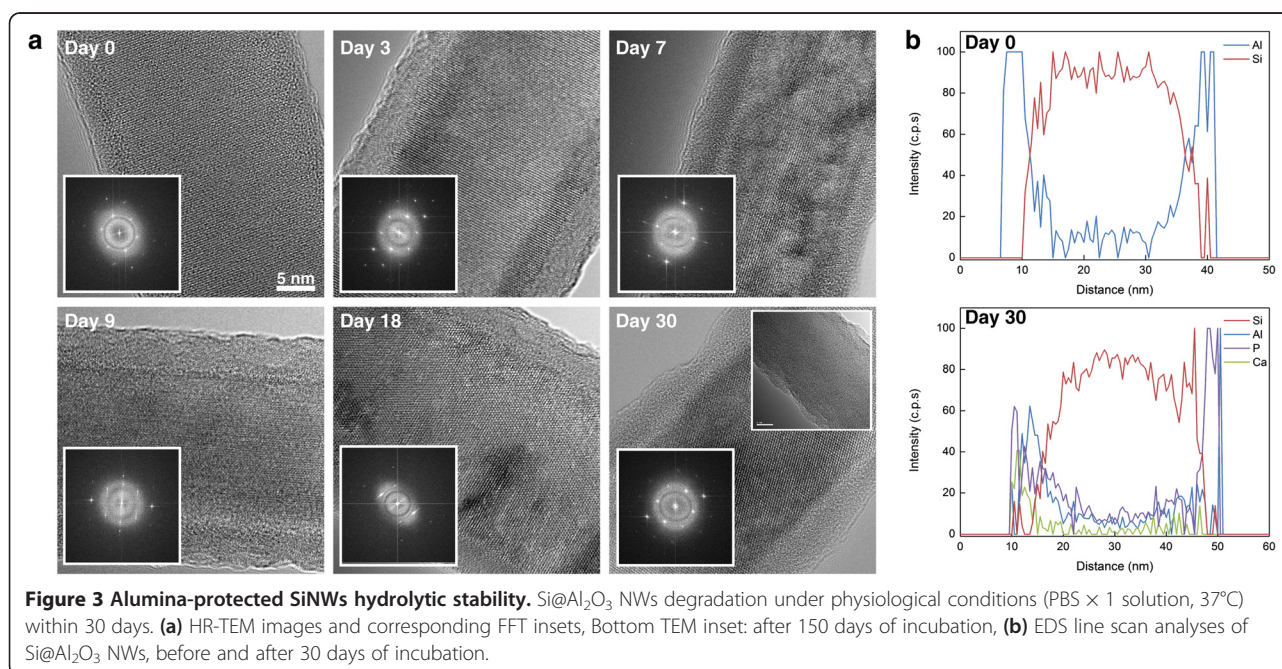 a
Day 0
Day 3
Day 7
5 nm
Day 9
Day 18
Day 30
b
Day 0
Al
Si
Intensity (c.p.s)
100
80
60
40
20
0
0 10 20 30 40 50
Distance (nm)
Day 30
Si
Al
P
Ca
Intensity (c.p.s)
100
80
60
40
20
0
0 10 20 30 40 50 60
Distance (nm)
Figure 3 Alumina-protected SiNWs hydrolytic stability. Si@Al₂O₃ NWs degradation under physiological conditions (PBS × 1 solution, 37°C)
within 30 days. (a) HR-TEM images and corresponding FFT insets, Bottom TEM inset: after 150 days of incubation, (b) EDS line scan analyses of
Si@Al₂O₃ NWs, before and after 30 days of incubation.